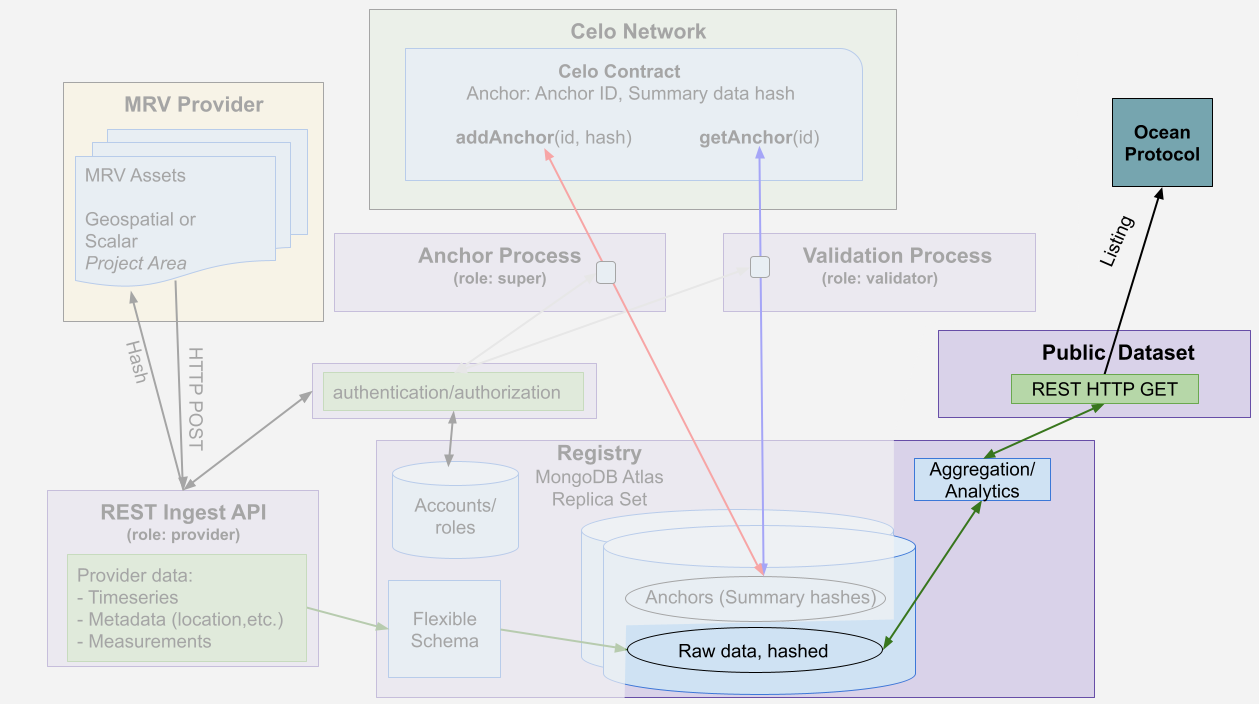 Celo Network
Celo Contract
Anchor: Anchor ID, Summary data hash
addAnchor(id, hash)
getAnchor(id)
MRV Provider
MRV Assets
Geospatial or
Scalar
Project Area
Ocean
Protocol
Listing
Anchor Process
(role: super)
Validation Process
(role: validator)
Hash
HTTP POST
authentication/authorization
Public Dataset
REST HTTP GET
Registry
MongoDB Atlas
Replica Set
Accounts/
roles
Aggregation/
Analytics
REST Ingest API
(role: provider)
Provider data:
- Timeseries
- Metadata (location,etc.)
- Measurements
Flexible
Schema
Anchors (Summary hashes)
Raw data, hashed